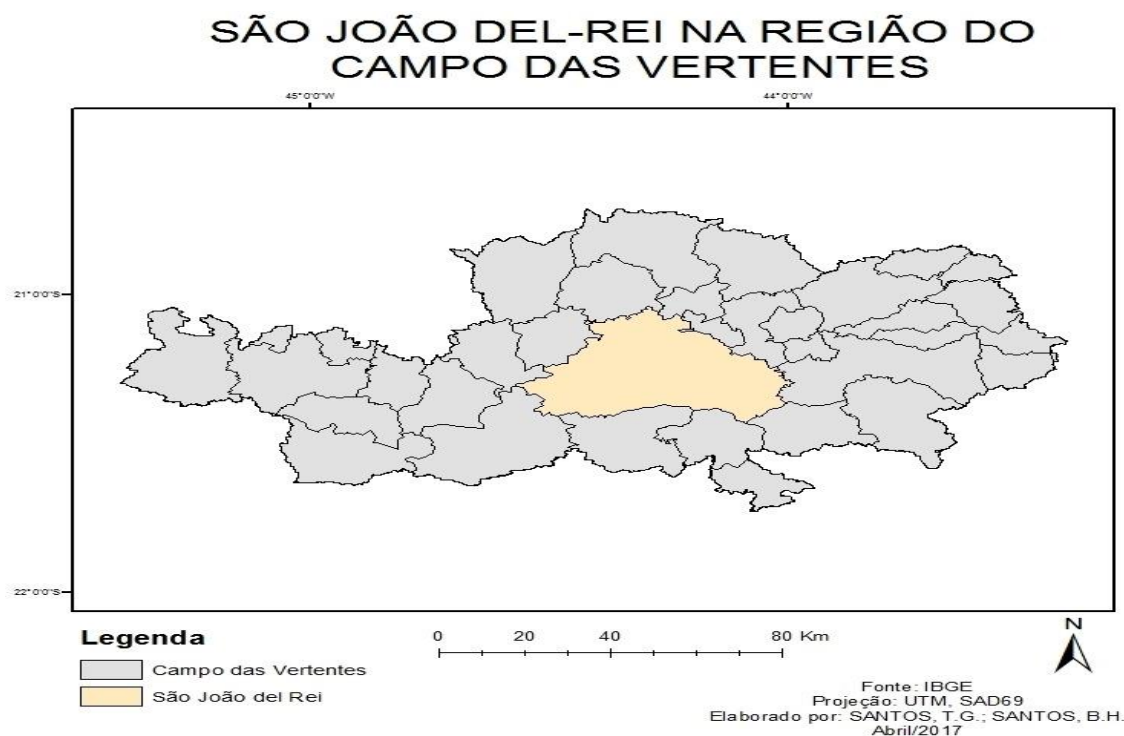 SÃO JOÃO DEL-REI NA REGIÃO DO
CAMPO DAS VERTENTES
45°0'0"W
44°0'0"W
21°0'0"S
22°0'0"S
Legenda
Campo das Vertentes
São João del Rei
0 20 40 80 Km
N
Fonte: IBGE
Projeção: UTM, SAD69
Elaborado por: SANTOS, T.G.; SANTOS, B.H.
Abril/2017